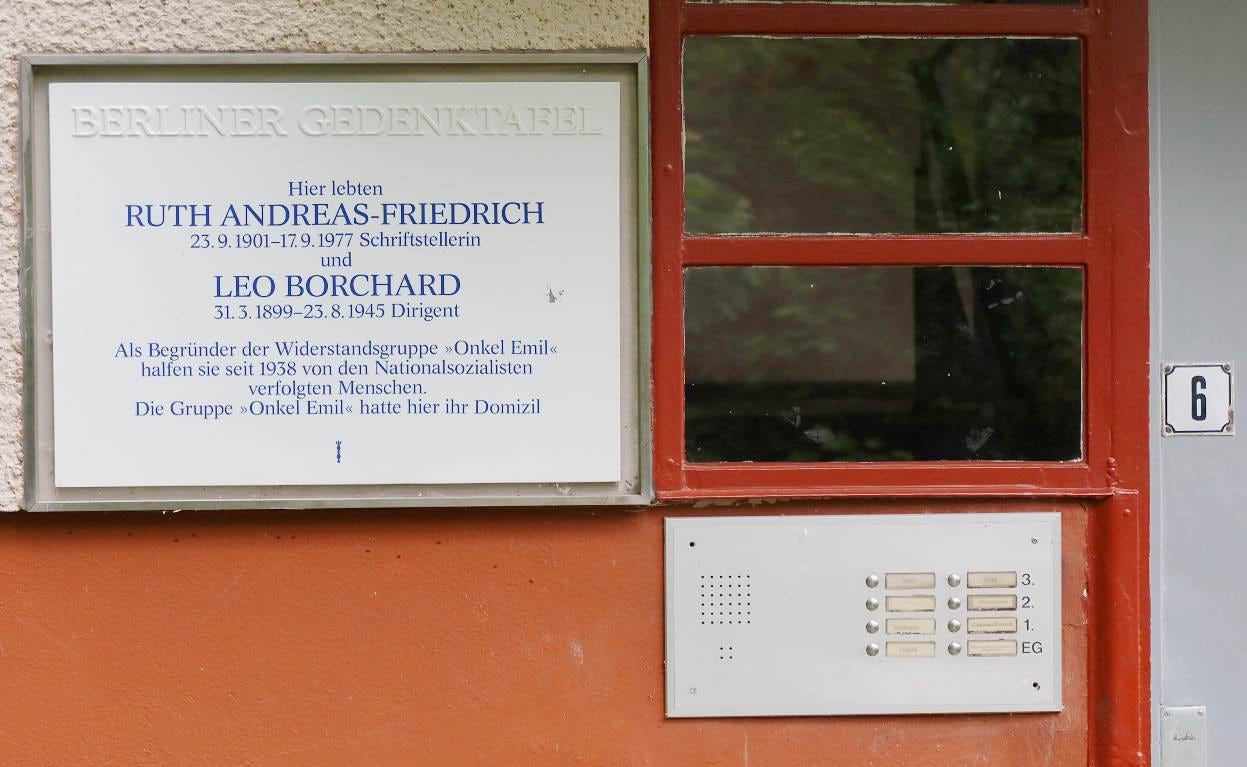 BERLINER GEDENKTAFEL
Hier lebten
RUTH ANDREAS-FRIEDRICH
23. 9. 1901–17. 9. 1977 Schriftstellerin
und
LEO BORCHARD
31. 3. 1899–23. 8. 1945 Dirigent
Als Begründer der Widerstandsgruppe »Onkel Emil«
halfen sie seit 1938 von den Nationalsozialisten
verfolgten Menschen.
Die Gruppe »Onkel Emil« hatte hier ihr Domizil
6
3.
2.
1.
EG